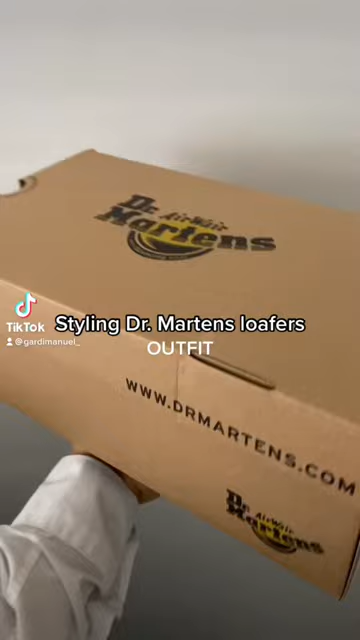 Dr.
AirWair
Martens
TikTok
@gardimanuel_
Styling Dr. Martens loafers
OUTFIT
WWW.DRMARTENS.COM
Dr.
AirWair
Martens